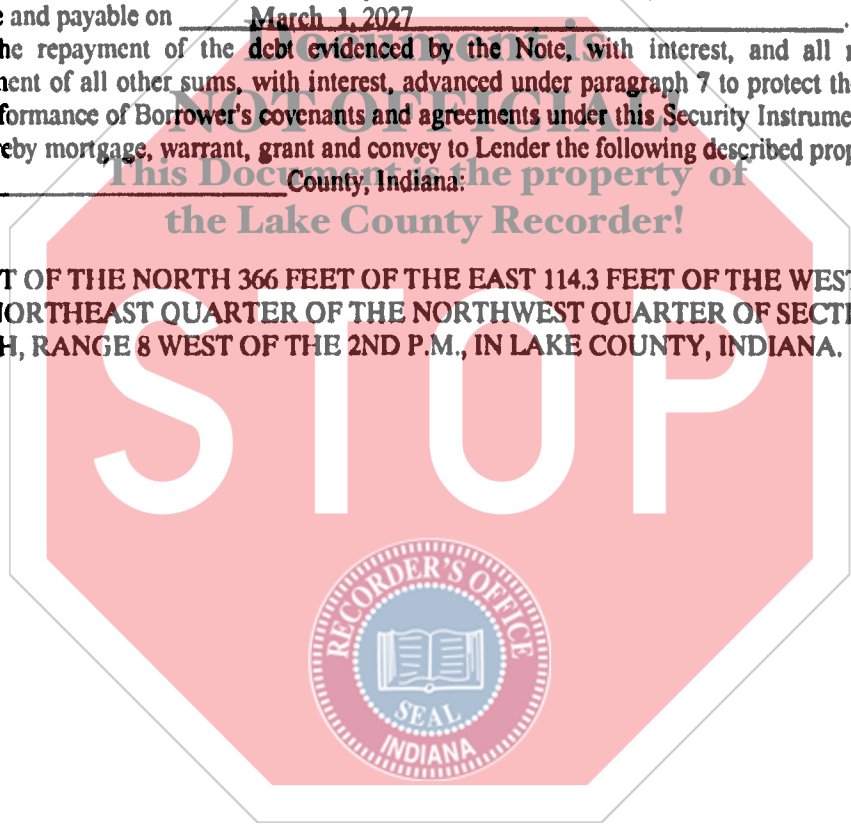 e and payable on March 1, 2027.
Document is
he repayment of the debt evidenced by the Note, with interest, and all
ment of all other sums, with interest, advanced under paragraph 7 to protect th
NOT OFFICIAL!
formance of Borrower's covenants and agreements under this Security Instrume
eby mortgage, warrant, grant and convey to Lender the following described prop
This Document is the property of
County, Indiana:
the Lake County Recorder!
T OF THE NORTH 366 FEET OF THE EAST 114.3 FEET OF THE WEST
NORTHEAST QUARTER OF THE NORTHWEST QUARTER OF SECTI
H, RANGE 8 WEST OF THE 2ND P.M., IN LAKE COUNTY, INDIANA.
STOP
RECORDER'S OFFICE
SEAL
INDIANA